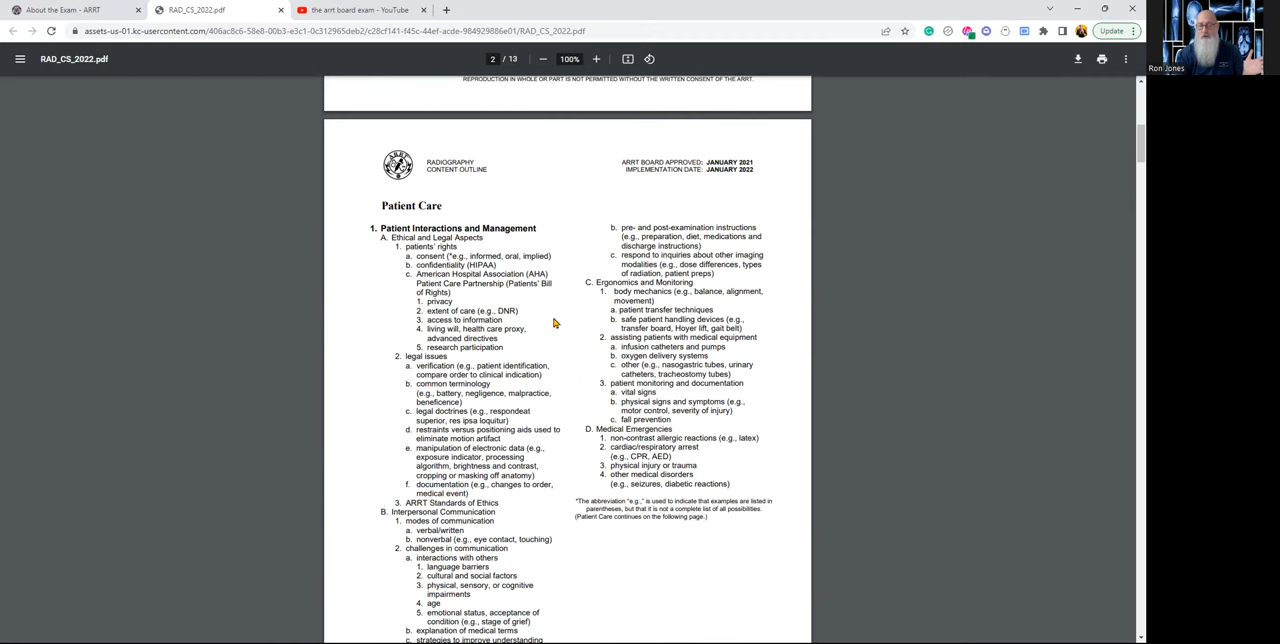 About the Exam - ARRT
RAD_CS_2022.pdf
the arrt board exam - YouTube
assets-us-01.kc-usercontent.com/406ac8c6-58e8-00b3-e3c1-0c312965deb2/c28cf141-65c4-44ef-acde-984929886e01/RAD_CS_2022.pdf
Update
RAD_CS_2022.pdf
2 / 13
100%
Ron Jones
REPRODUCTION IN WHOLE OR PART IS NOT PERMITTED WITHOUT THE WRITTEN CONSENT OF THE ARRT.
ARRT
RADIOGRAPHY
CONTENT OUTLINE
ARRT BOARD APPROVED: JANUARY 2021
IMPLEMENTATION DATE: JANUARY 2022
Patient Care
1. Patient Interactions and Management
A. Ethical and Legal Aspects
1. patients' rights
a. consent (*e.g., informed, oral, implied)
b. confidentiality (HIPAA)
c. American Hospital Association (AHA)
Patient Care Partnership (Patients' Bill
of Rights)
1. privacy
2. extent of care (e.g., DNR)
3. access to information
4. living will, health care proxy,
advanced directives
5. research participation
2. legal issues
a. verification (e.g., patient identification,
compare order to clinical indication)
b. common terminology
(e.g., battery, negligence, malpractice,
beneficence)
c. legal doctrines (e.g., respondeat
superior, res ipsa loquitur)
d. restraints versus positioning aids used to
eliminate motion artifact
e. manipulation of electronic data (e.g.,
exposure indicator, processing
algorithm, brightness and contrast,
cropping or masking off anatomy)
f. documentation (e.g., changes to order,
medical event)
3. ARRT Standards of Ethics
B. Interpersonal Communication
1. modes of communication
a. verbal/written
b. nonverbal (e.g., eye contact, touching)
2. challenges in communication
a. interactions with others
1. language barriers
2. cultural and social factors
3. physical, sensory, or cognitive
impairments
4. age
5. emotional status, acceptance of
condition (e.g., stage of grief)
b. explanation of medical terms
c. strategies to improve understanding
b. pre- and post-examination instructions
(e.g., preparation, diet, medications and
discharge instructions)
c. respond to inquiries about other imaging
modalities (e.g., dose differences, types
of radiation, patient preps)
C. Ergonomics and Monitoring
1. body mechanics (e.g., balance, alignment,
movement)
a. patient transfer techniques
b. safe patient handling devices (e.g.,
transfer board, Hoyer lift, gait belt)
2. assisting patients with medical equipment
a. infusion catheters and pumps
b. oxygen delivery systems
c. other (e.g., nasogastric tubes, urinary
catheters, tracheostomy tubes)
3. patient monitoring and documentation
a. vital signs
b. physical signs and symptoms (e.g.,
motor control, severity of injury)
c. fall prevention
D. Medical Emergencies
1. non-contrast allergic reactions (e.g., latex)
2. cardiac/respiratory arrest
(e.g., CPR, AED)
3. physical injury or trauma
4. other medical disorders
(e.g., seizures, diabetic reactions)
*The abbreviation "e.g.," is used to indicate that examples are listed in
parentheses, but that it is not a complete list of all possibilities.
(Patient Care continues on the following page.)